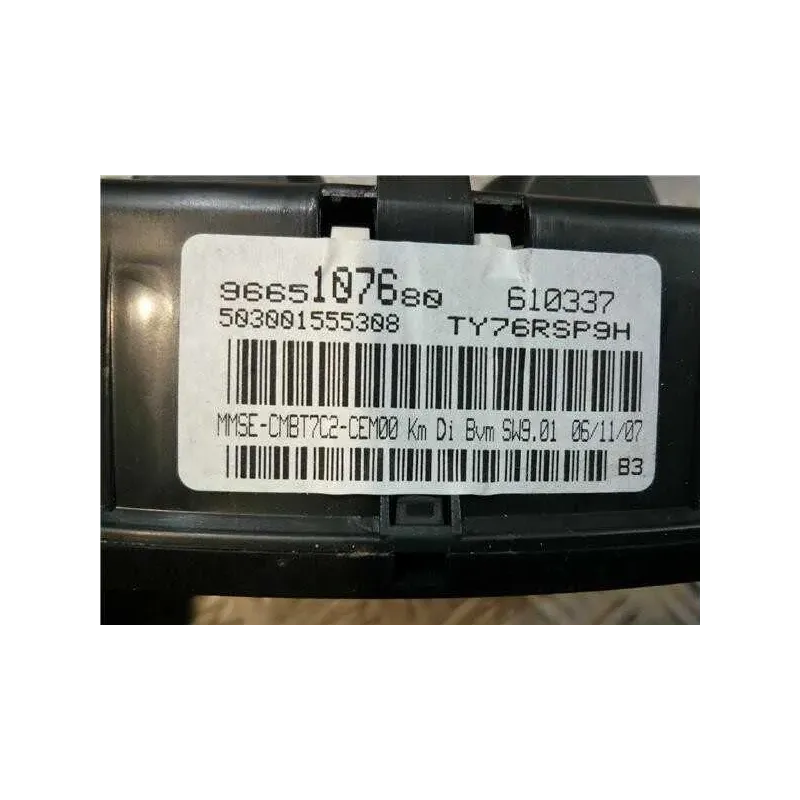 9665107680 610337
503001555308 TY76RSP9H
MMSE-CMBT7C2-CEM00 Km Di Bvm SW9.01 06/11/07
B3